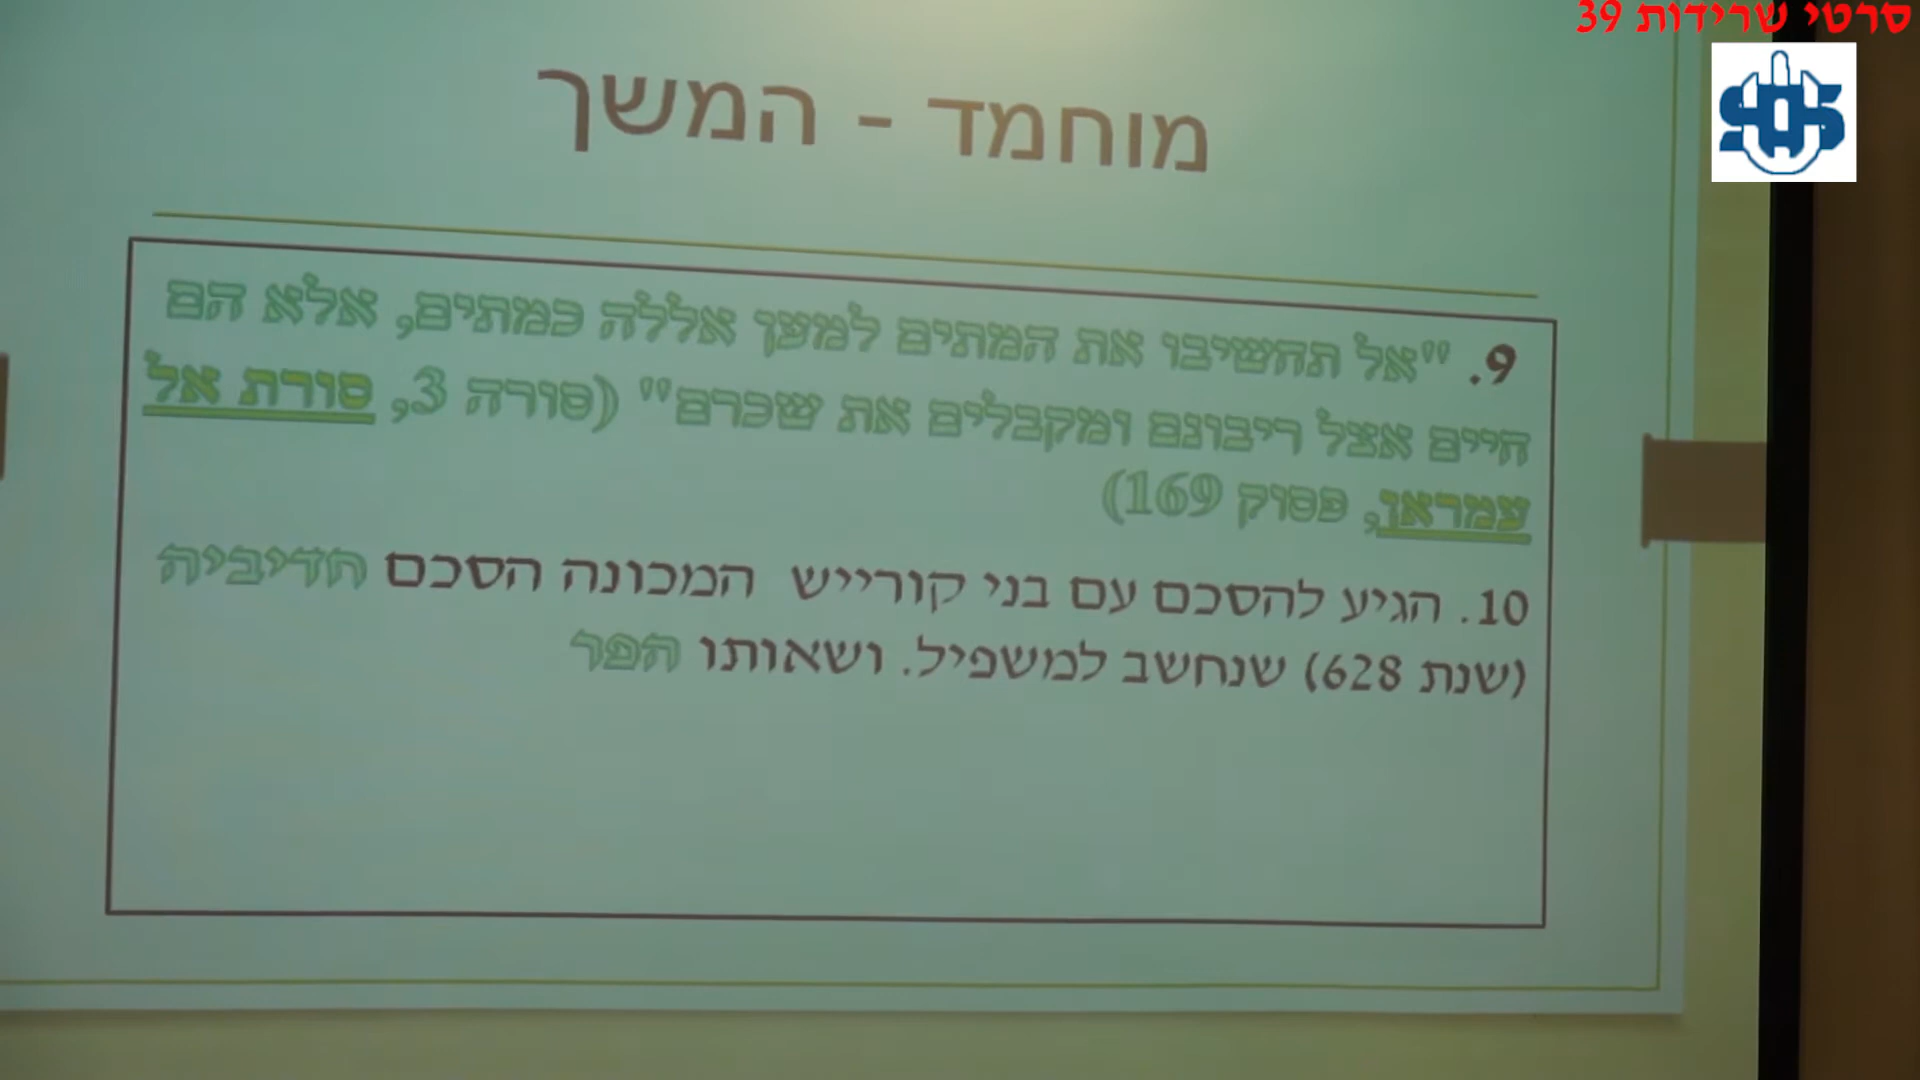 סרטי שרידות 39
SOS
מוחמד - המשך
9. "אל תחשיבו את המתים למען אללה כמתים, אלא הם
חיים אצל ריבונם ומקבלים את שכרם" (סורה 3, סורת אל
עמראן, פסוק 169)
10. הגיע להסכם עם בני קורייש המכונה הסכם חדיביה
(שנת 628) שנחשב למשפיל. ושאותו הפר